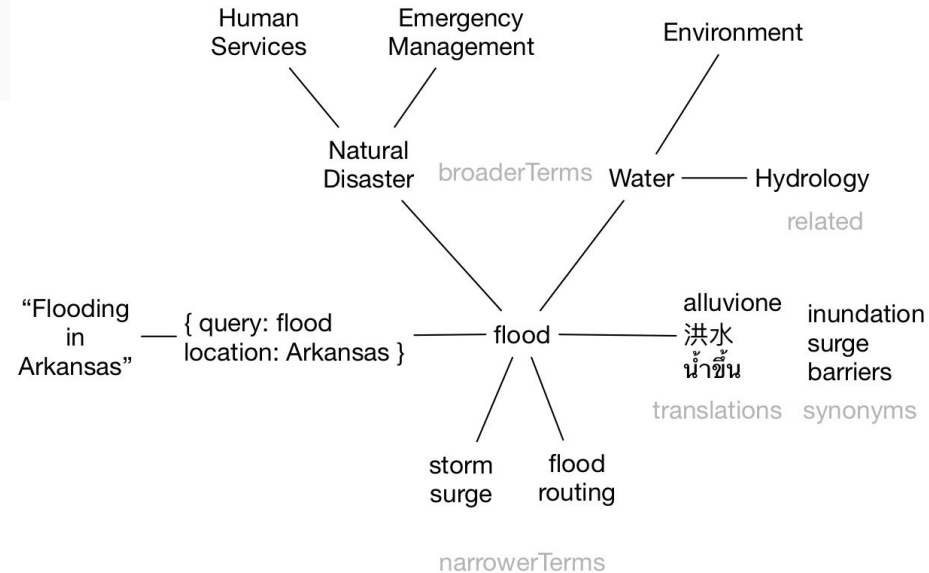 Human
Services
Emergency
Management
Environment
Natural
Disaster
broaderTerms
Water
Hydrology
related
“Flooding
in
Arkansas”
{ query: flood
location: Arkansas }
flood
alluvione
洪水
น้ำขึ้น
translations
inundation
surge
barriers
synonyms
storm
surge
flood
routing
narrowerTerms